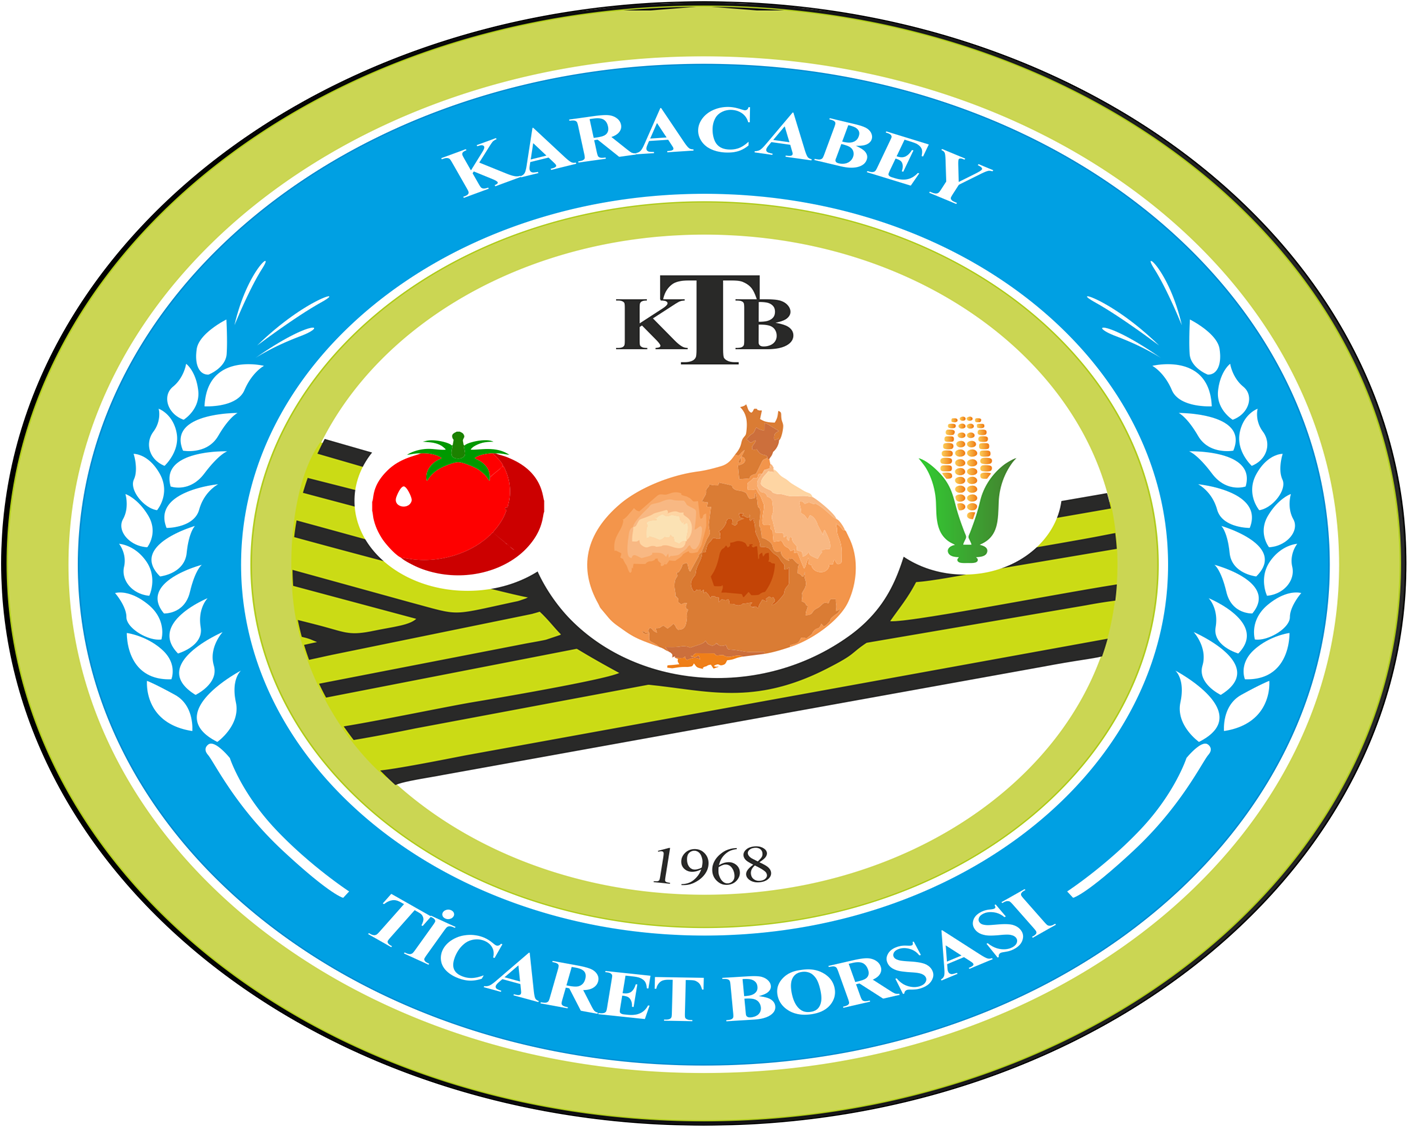 KARACABEY
KTB
1968
TİCARET BORSASI